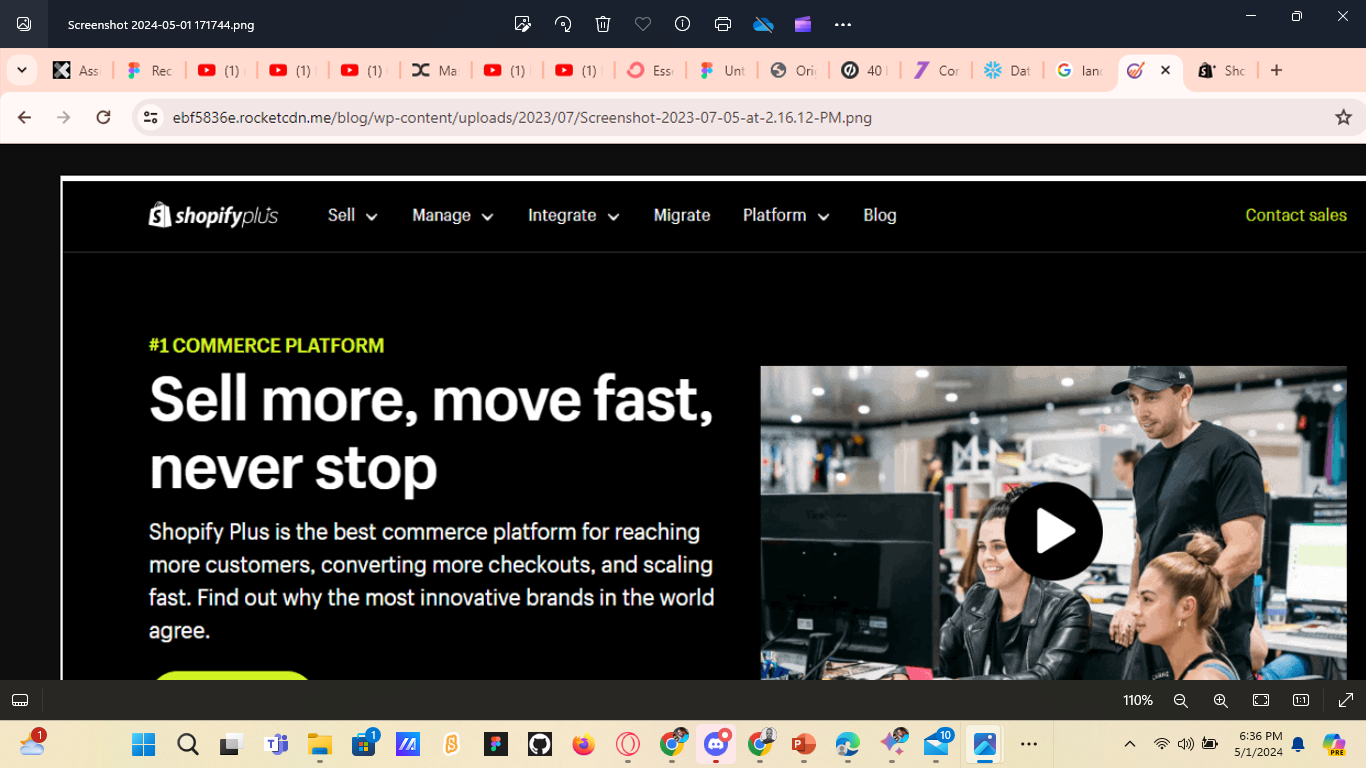 Screenshot 2024-05-01 171744.png
Ass
Rec
(1)
(1)
(1)
Ma
(1)
(1)
Esse
Unt
Ori
40
Cor
Dat
lanc
Sho
ebf5836e.rocketcdn.me/blog/wp-content/uploads/2023/07/Screenshot-2023-07-05-at-2.16.12-PM.png
shopifyplus
Sell
Manage
Integrate
Migrate
Platform
Blog
Contact sales
#1 COMMERCE PLATFORM
Sell more, move fast,
never stop
Shopify Plus is the best commerce platform for reaching
more customers, converting more checkouts, and scaling
fast. Find out why the most innovative brands in the world
agree.
110%
1:1
1
1
10
6:36 PM
5/1/2024
PRE